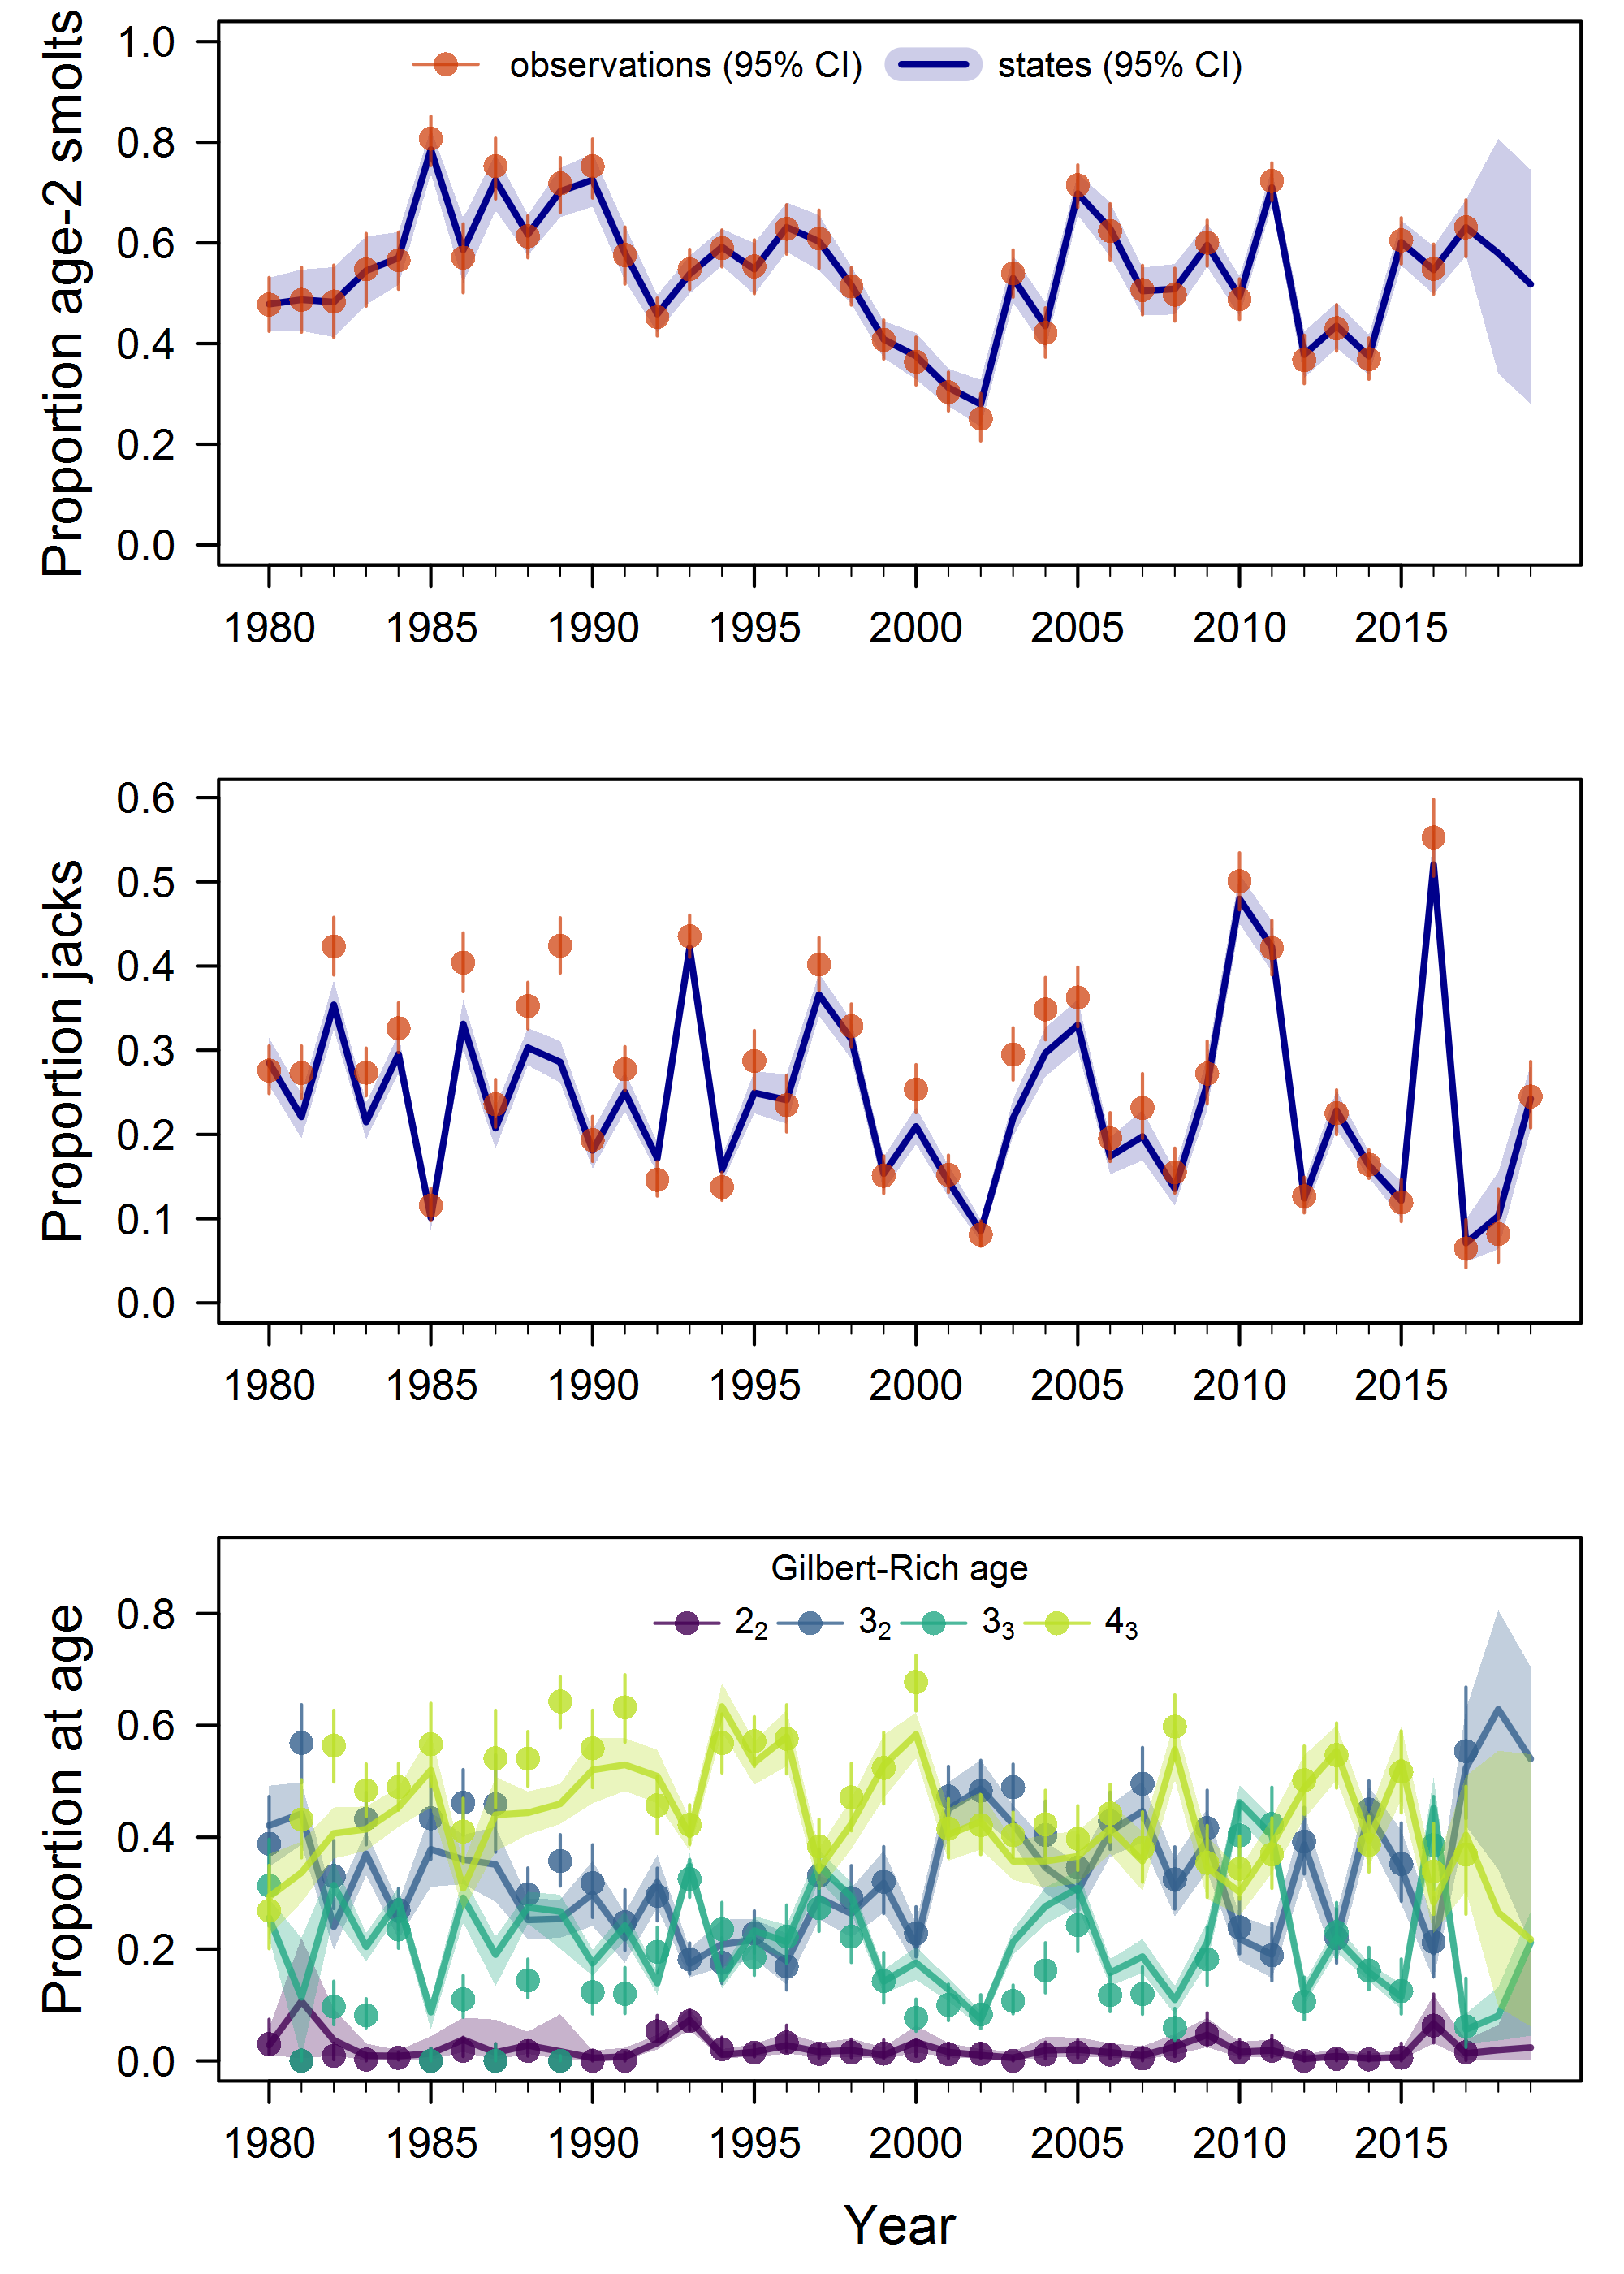 Proportion age-2 smolts
observations (95% CI) states (95% CI)
1.0
0.8
0.6
0.4
0.2
0.0
1980 1985 1990 1995 2000 2005 2010 2015
Proportion jacks
0.6
0.5
0.4
0.3
0.2
0.1
0.0
1980 1985 1990 1995 2000 2005 2010 2015
Proportion at age
Gilbert-Rich age
2₂ 3₂ 3₃ 4₃
0.8
0.6
0.4
0.2
0.0
1980 1985 1990 1995 2000 2005 2010 2015
Year